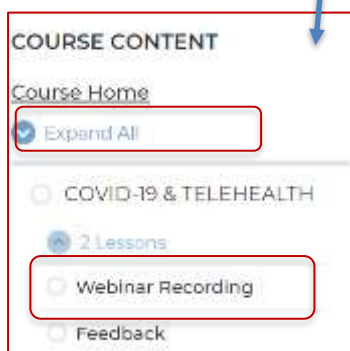 COURSE CONTENT
Course Home
Expand All
COVID-19 & TELEHEALTH
2 Lessons
Webinar Recording
Feedback